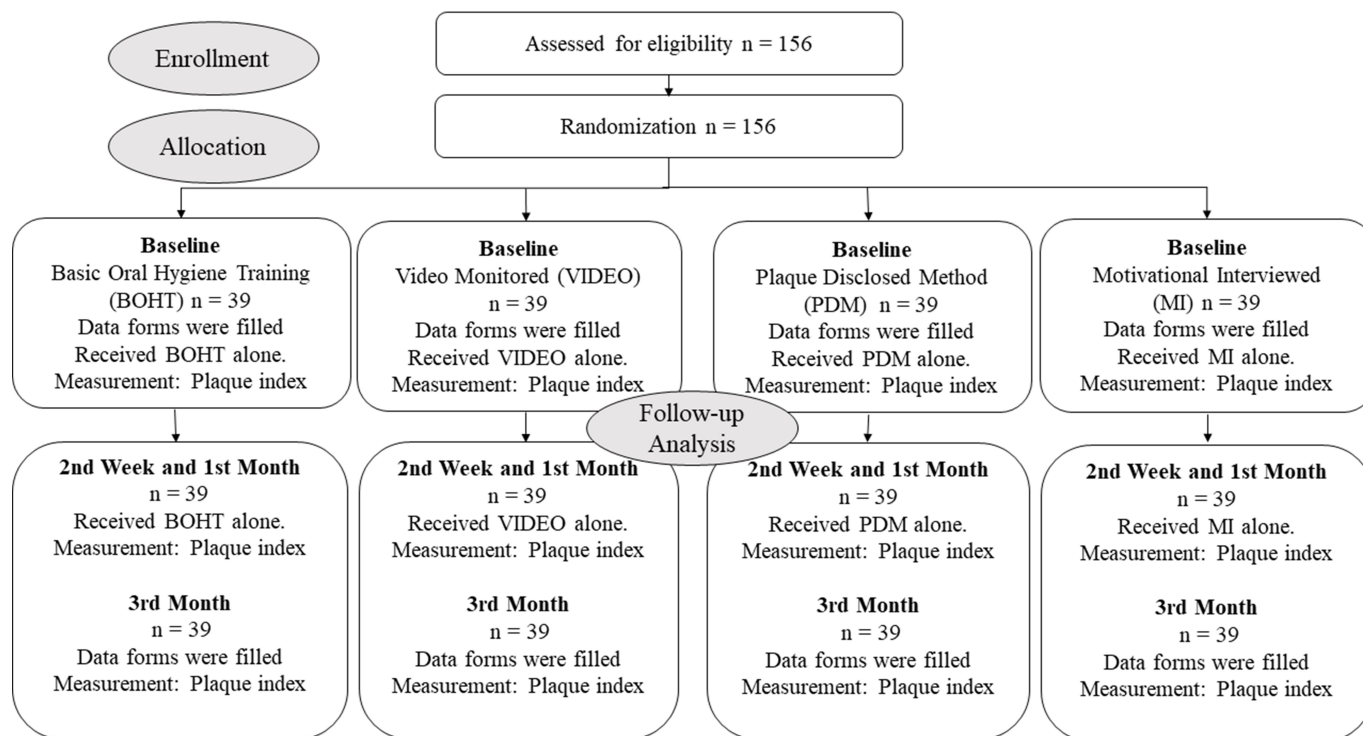 Enrollment
Assessed for eligibility n = 156
Allocation
Randomization n = 156
Baseline
Basic Oral Hygiene Training
(BOHT) n = 39
Data forms were filled
Received BOHT alone.
Measurement: Plaque index
Baseline
Video Monitored (VIDEO)
n = 39
Data forms were filled
Received VIDEO alone.
Measurement: Plaque index
Baseline
Plaque Disclosed Method
(PDM) n = 39
Data forms were filled
Received PDM alone.
Measurement: Plaque index
Baseline
Motivational Interviewed
(MI) n = 39
Data forms were filled
Received MI alone.
Measurement: Plaque index
Follow-up
Analysis
2nd Week and 1st Month
n = 39
Received BOHT alone.
Measurement: Plaque index
3rd Month
n = 39
Data forms were filled
Measurement: Plaque index
2nd Week and 1st Month
n = 39
Received VIDEO alone.
Measurement: Plaque index
3rd Month
n = 39
Data forms were filled
Measurement: Plaque index
2nd Week and 1st Month
n = 39
Received PDM alone.
Measurement: Plaque index
3rd Month
n = 39
Data forms were filled
Measurement: Plaque index
2nd Week and 1st Month
n = 39
Received MI alone.
Measurement: Plaque index
3rd Month
n = 39
Data forms were filled
Measurement: Plaque index